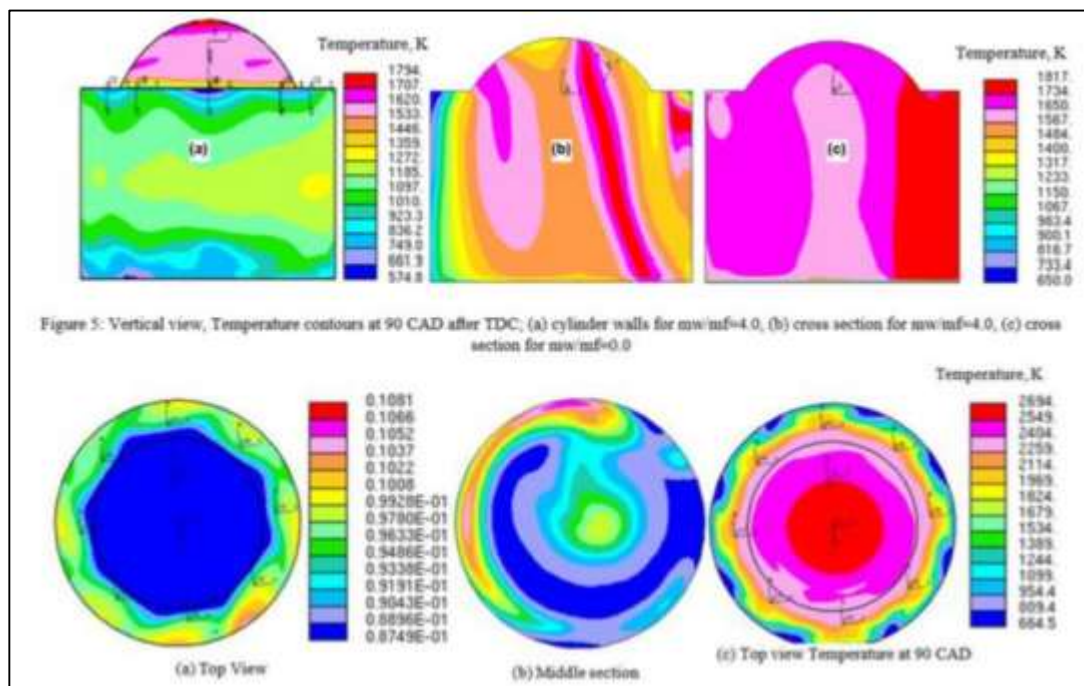 Temperature, K
1794.
1707.
1620.
1533.
1446.
1359.
1272.
1185.
1097.
1010.
923.3
836.2
749.0
661.9
574.8
(a)
Temperature, K
(b)
(c)
Temperature, K
1817.
1734.
1650.
1567.
1484.
1400.
1317.
1233.
1150.
1067.
983.4
900.1
816.7
733.4
650.0
Figure 5: Vertical view, Temperature contours at 90 CAD after TDC; (a) cylinder walls for mw/mf=4.0, (b) cross section for mw/mf=4.0, (c) cross
section for mw/mf=0.0
0.1081
0.1066
0.1052
0.1037
0.1022
0.1008
0.9928E-01
0.9780E-01
0.9633E-01
0.9486E-01
0.9338E-01
0.9191E-01
0.9043E-01
0.8896E-01
0.8749E-01
Temperature, K
2694.
2549.
2404.
2259.
2114.
1969.
1824.
1679.
1534.
1389.
1244.
1099.
954.4
809.4
664.5
(a) Top View
(b) Middle section
(c) Top view Temperature at 90 CAD